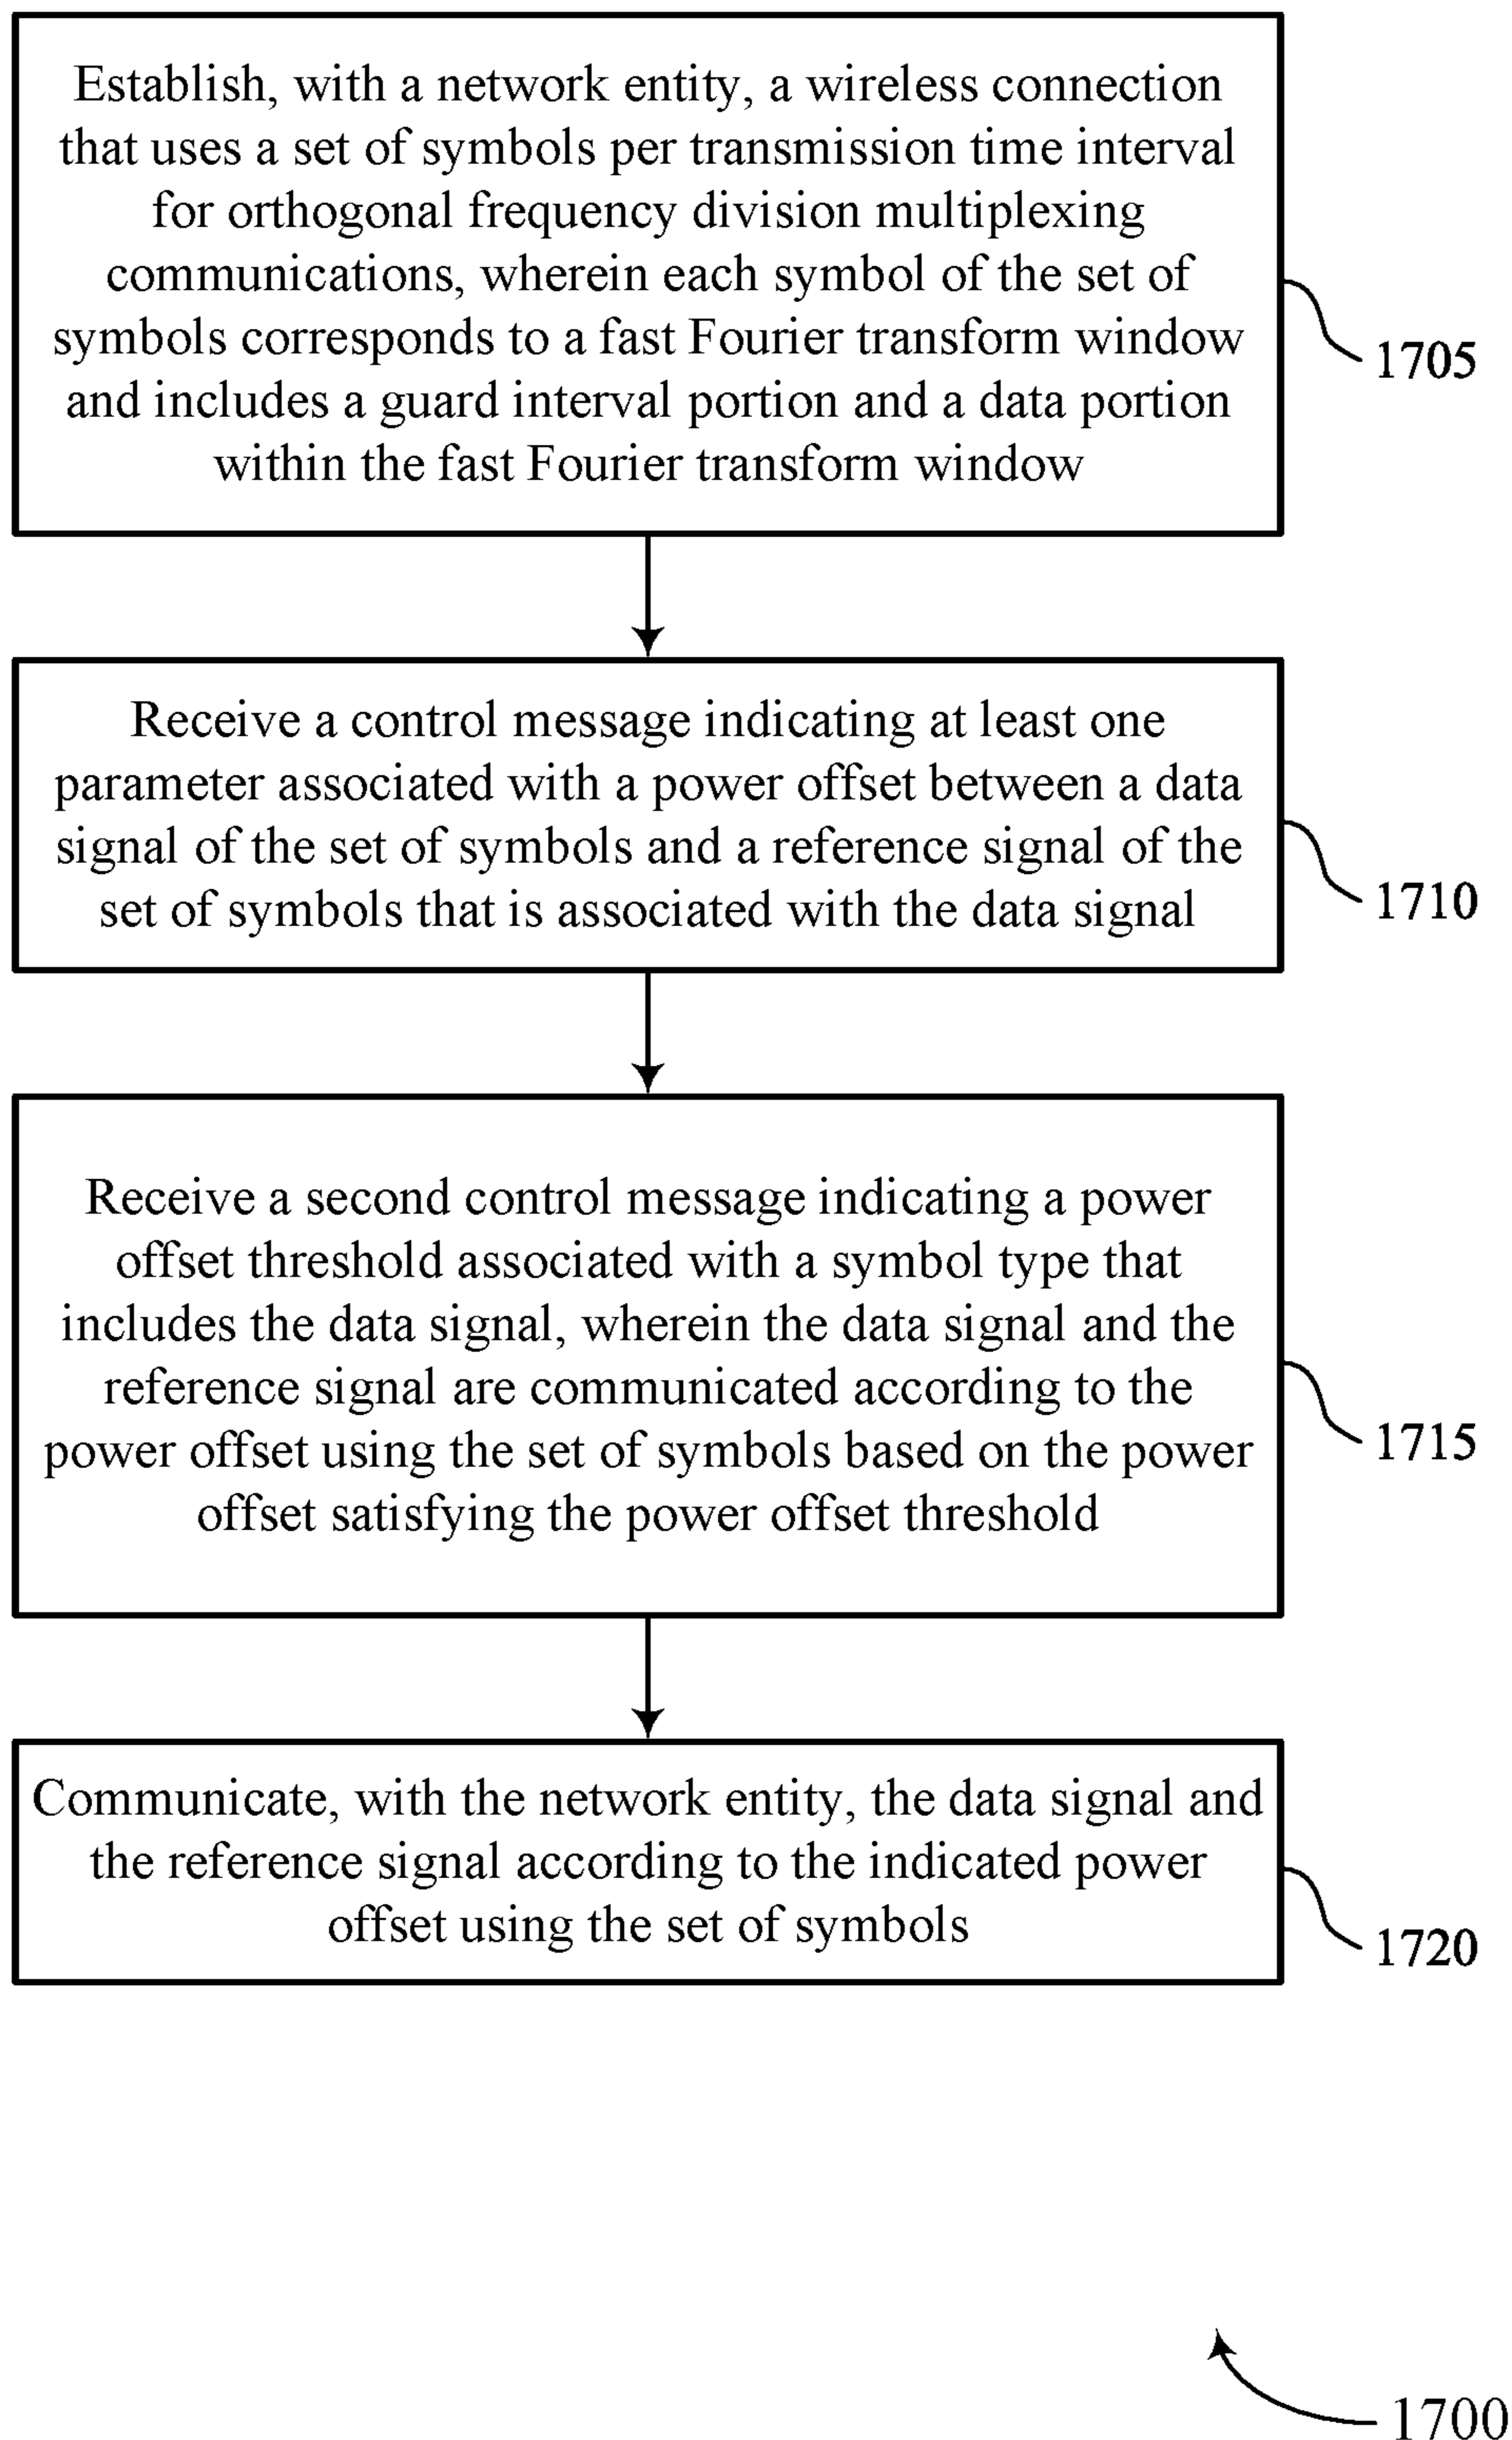 Establish, with a network entity, a wireless connection
that uses a set of symbols per transmission time interval
for orthogonal frequency division multiplexing
communications, wherein each symbol of the set of
symbols corresponds to a fast Fourier transform window
and includes a guard interval portion and a data portion
within the fast Fourier transform window
1705
Receive a control message indicating at least one
parameter associated with a power offset between a data
signal of the set of symbols and a reference signal of the
set of symbols that is associated with the data signal
1710
Receive a second control message indicating a power
offset threshold associated with a symbol type that
includes the data signal, wherein the data signal and the
reference signal are communicated according to the
power offset using the set of symbols based on the power
offset satisfying the power offset threshold
1715
Communicate, with the network entity, the data signal and
the reference signal according to the indicated power
offset using the set of symbols
1720
1700